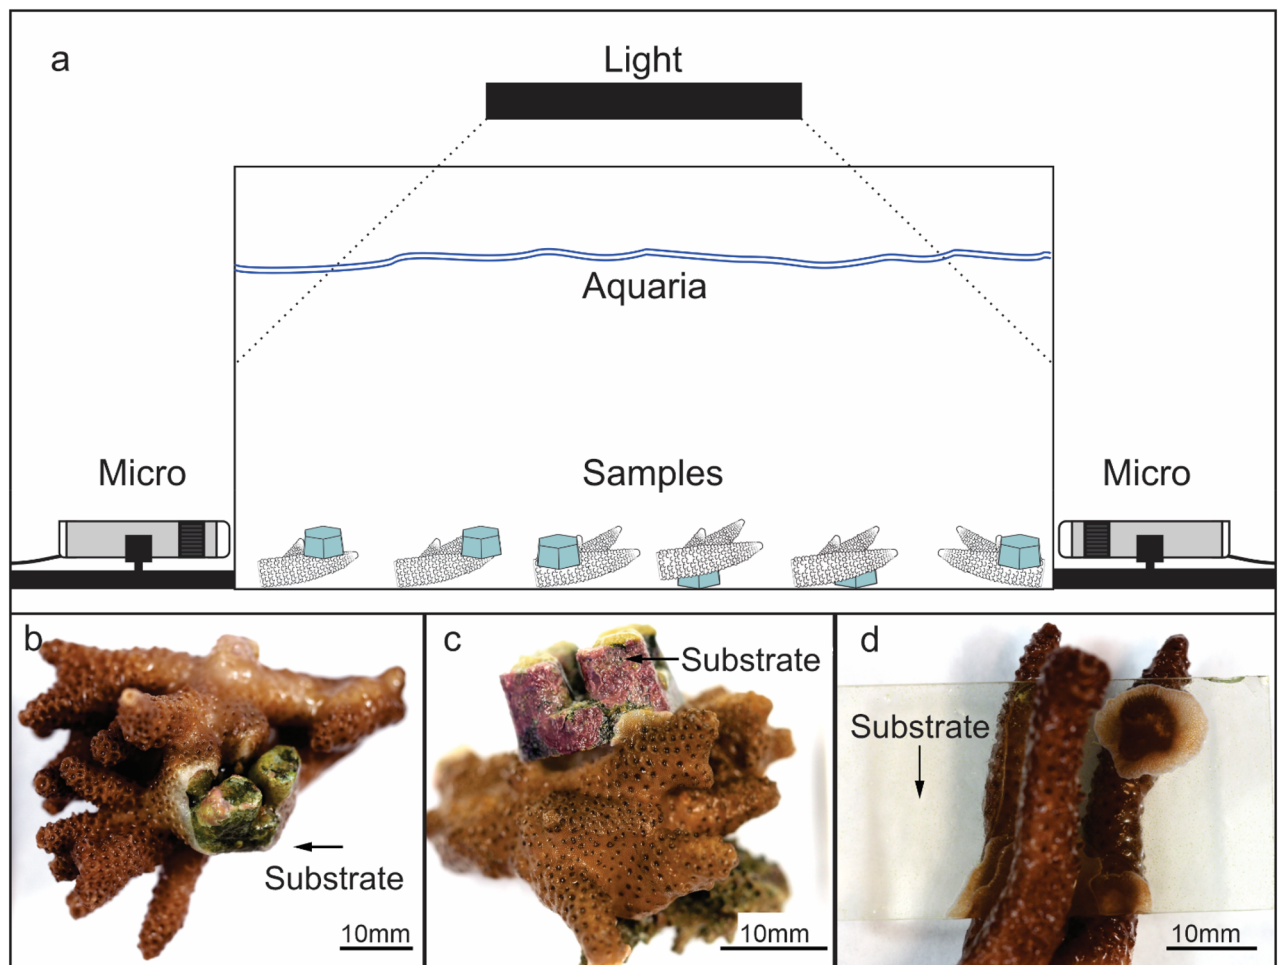 a
Light
Aquaria
Micro
Samples
Micro
b
Substrate
10mm
c
Substrate
10mm
d
Substrate
10mm